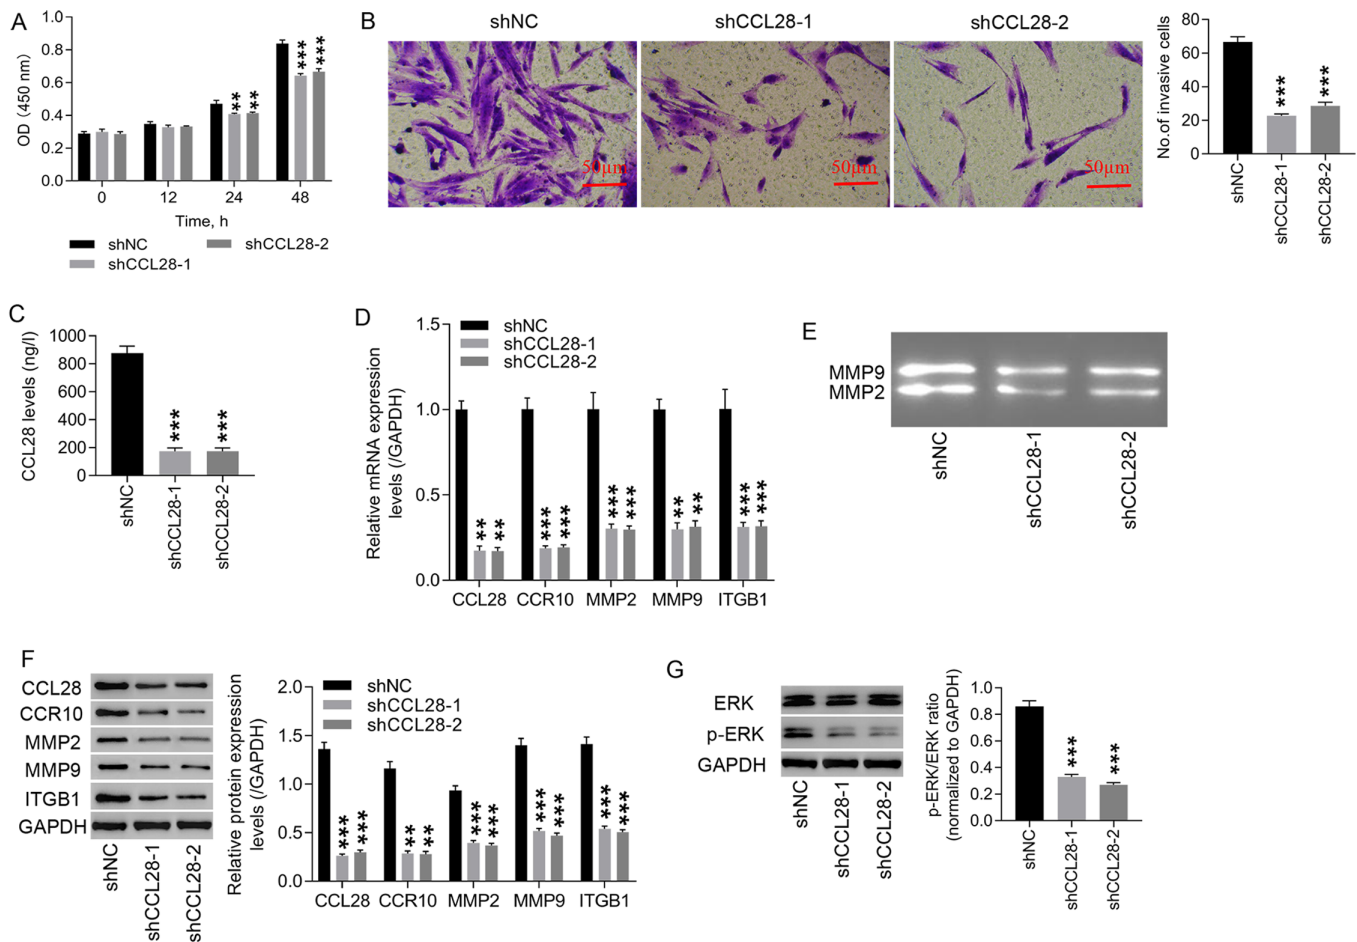 A
OD (450 nm)
1.0
0.8
0.6
0.4
0.2
** **
*** ***
0 12 24 48
Time, h
shNC
shCCL28-2
shCCL28-1
B
shNC shCCL28-1 shCCL28-2
50μm 50μm 50μm
No.of invasive cells
80
60
40
20
0
*** ***
shNC shCCL28-1 shCCL28-2
C
CCL28 levels (ng/l)
1000
800
600
400
200
0
*** ***
shNC shCCL28-1 shCCL28-2
D
Relative mRNA expression
levels (/GAPDH)
1.5
1.0
0.5
0.0
shNC
shCCL28-1
shCCL28-2
** ** *** *** *** *** ** ** *** ***
CCL28 CCR10 MMP2 MMP9 ITGB1
E
MMP9
MMP2
shNC shCCL28-1 shCCL28-2
F
CCL28
CCR10
MMP2
MMP9
ITGB1
GAPDH
shNC shCCL28-1 shCCL28-2
Relative protein expression
levels (/GAPDH)
2.0
1.5
1.0
0.5
0.0
shNC
shCCL28-1
shCCL28-2
*** *** ** ** *** *** *** *** *** ***
CCL28 CCR10 MMP2 MMP9 ITGB1
G
ERK
p-ERK
GAPDH
shNC shCCL28-1 shCCL28-2
p-ERK/ERK ratio
(normalized to GAPDH)
1.0
0.8
0.6
0.4
0.2
0.0
*** ***
shNC shCCL28-1 shCCL28-2